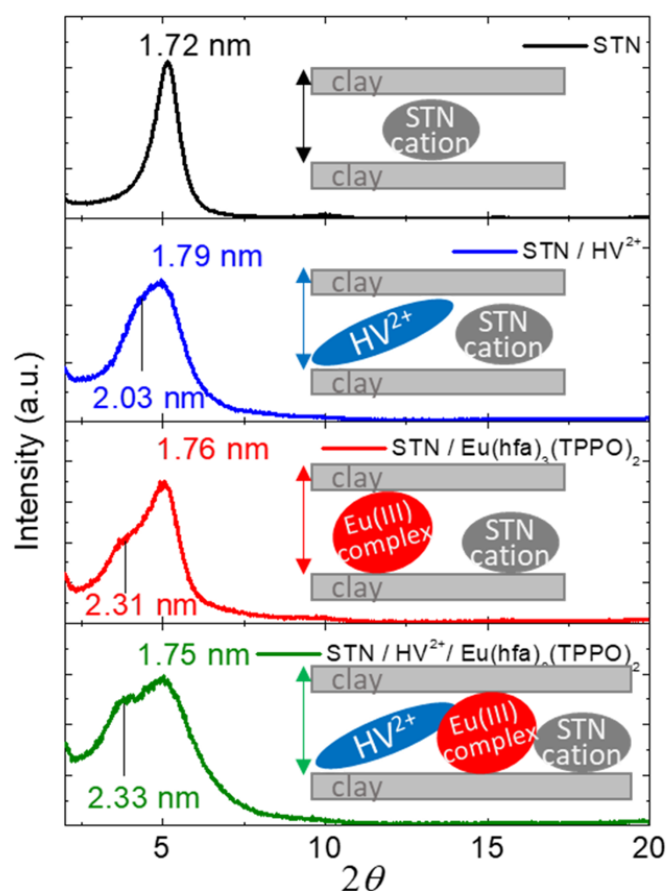 Intensity (a.u.)
1.72 nm
STN
clay
STN
cation
clay
1.79 nm
STN / HV²⁺
clay
HV²⁺
STN
cation
clay
2.03 nm
1.76 nm
STN / Eu(hfa)₃(TPPO)₂
clay
Eu(III)
complex
STN
cation
clay
2.31 nm
1.75 nm
STN / HV²⁺/ Eu(hfa)₃(TPPO)₂
clay
HV²⁺
Eu(III)
complex
STN
cation
clay
2.33 nm
5 10 15 20
2θ